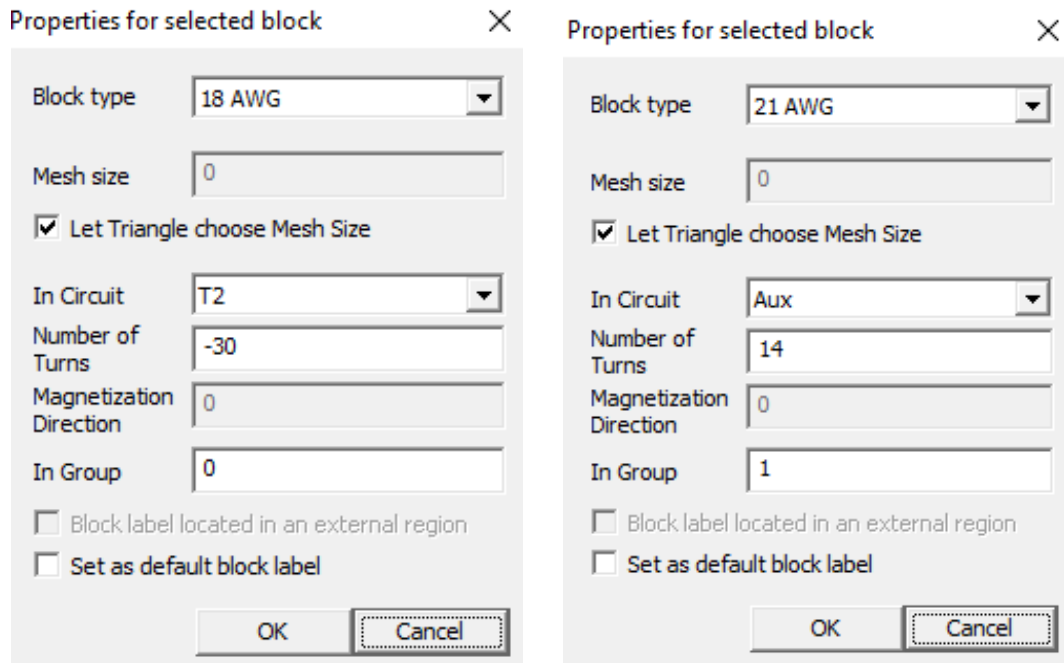 Properties for selected block
Block type 18 AWG
Mesh size 0
Let Triangle choose Mesh Size
In Circuit T2
Number of
Turns -30
Magnetization
Direction 0
In Group 0
Block label located in an external region
Set as default block label
OK Cancel
Properties for selected block
Block type 21 AWG
Mesh size 0
Let Triangle choose Mesh Size
In Circuit Aux
Number of
Turns 14
Magnetization
Direction 0
In Group 1
Block label located in an external region
Set as default block label
OK Cancel